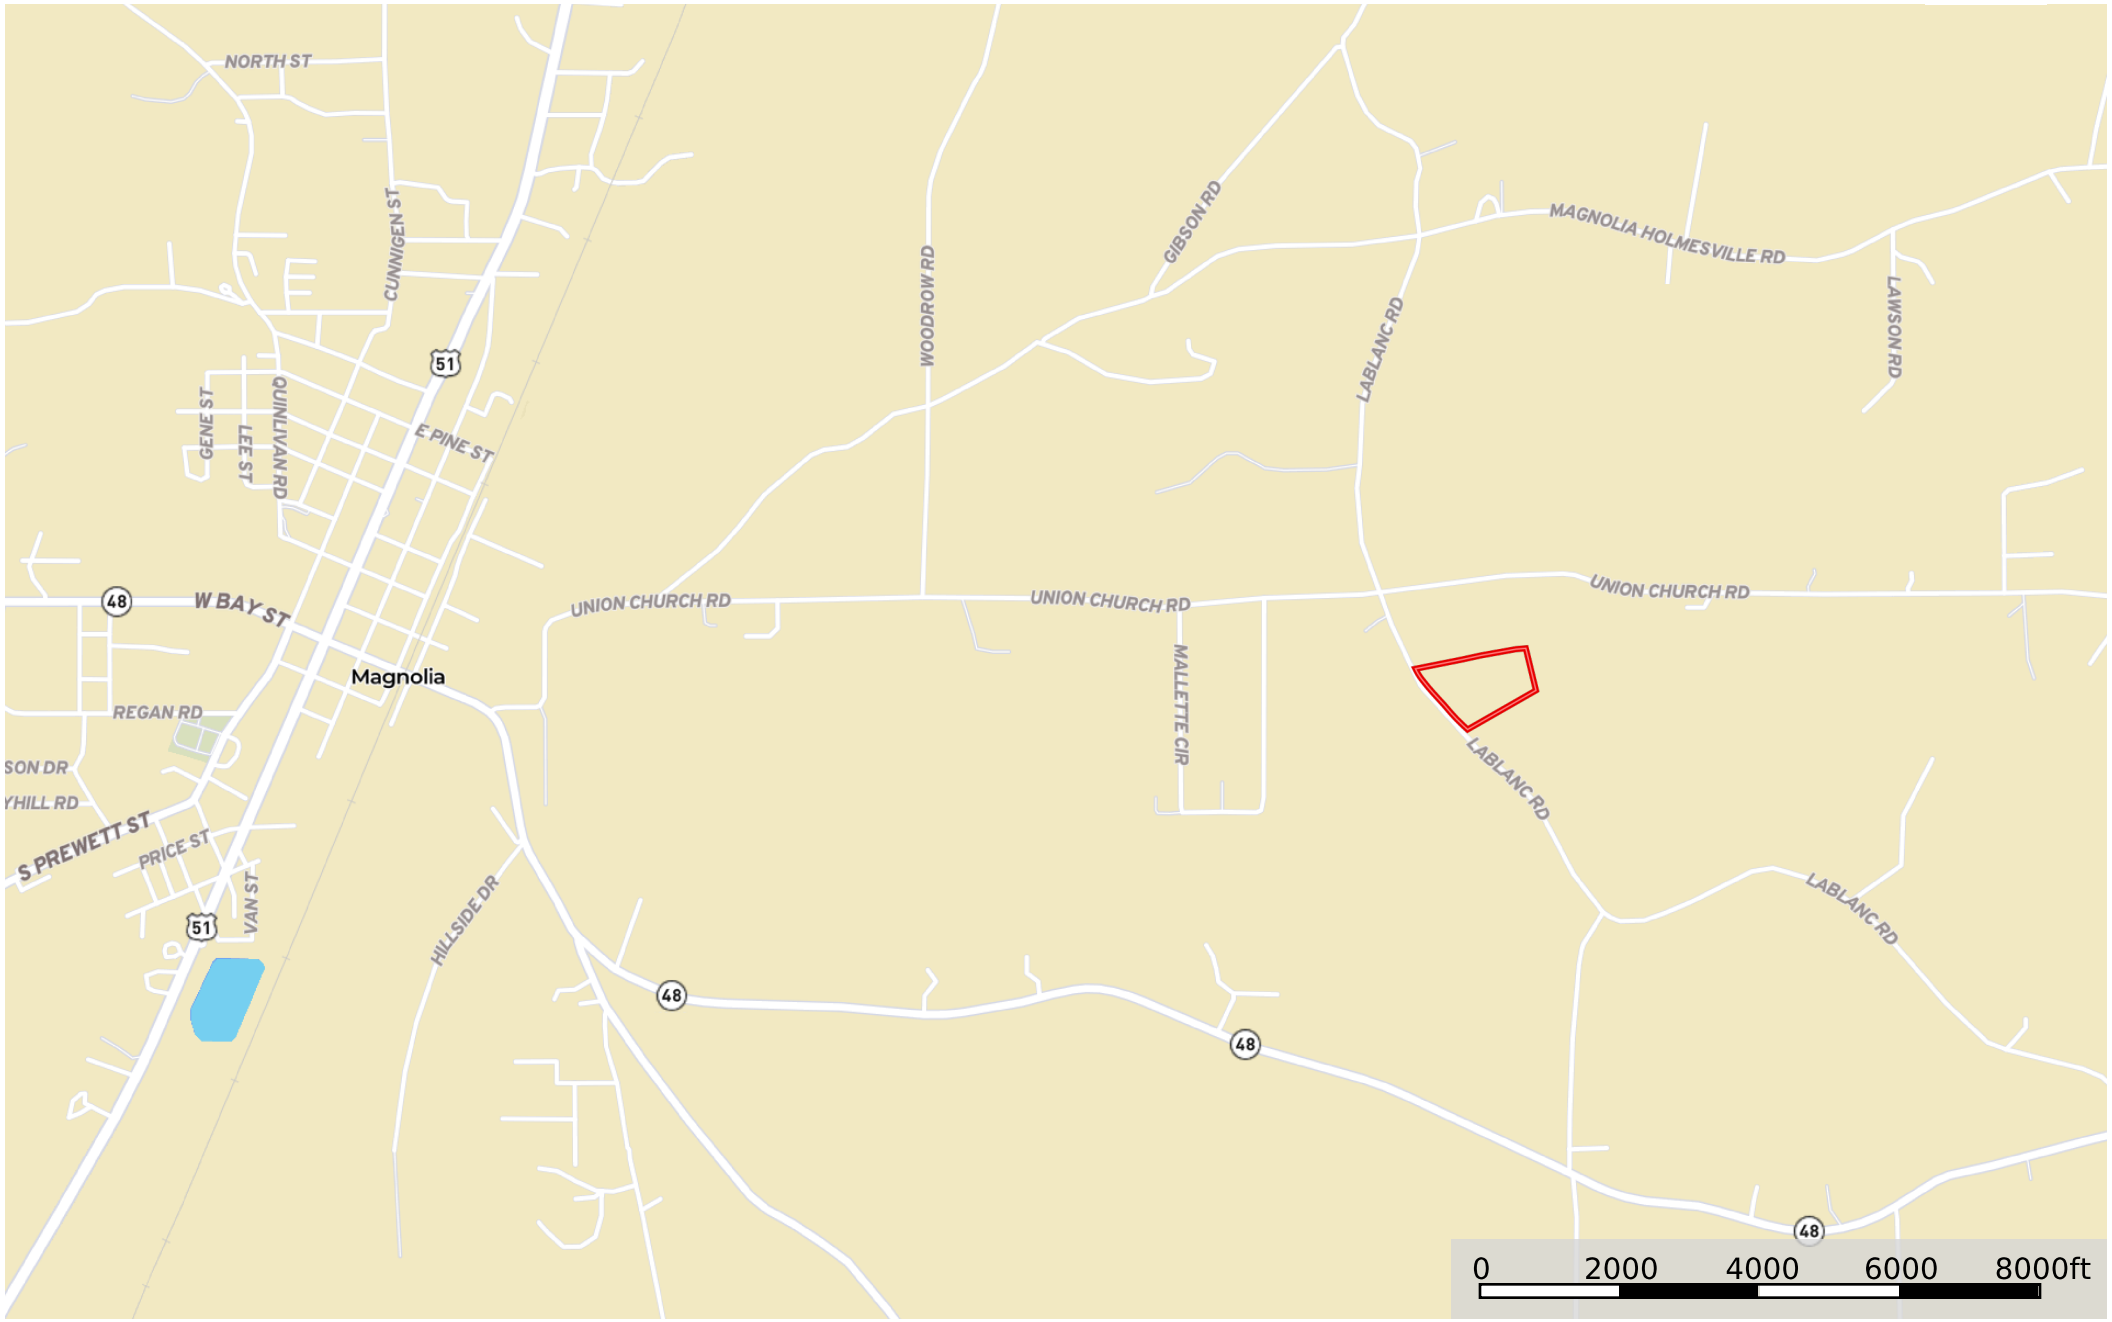 NORTH ST
CUNNIGEN ST
GIBSON RD
MAGNOLIA HOLMESVILLE RD
WOODROW RD
LABLANC RD
LAWSON RD
51
GENE ST
LEE ST
QUINLIVAN RD
E PINE ST
48
W BAY ST
UNION CHURCH RD
UNION CHURCH RD
UNION CHURCH RD
Magnolia
MALLETTE CIR
REGAN RD
SON DR
YHILL RD
S PREWETT ST
PRICE ST
VAN ST
51
HILLSIDE DR
LABLANC RD
LABLANC RD
48
48
48
0 2000 4000 6000 8000ft